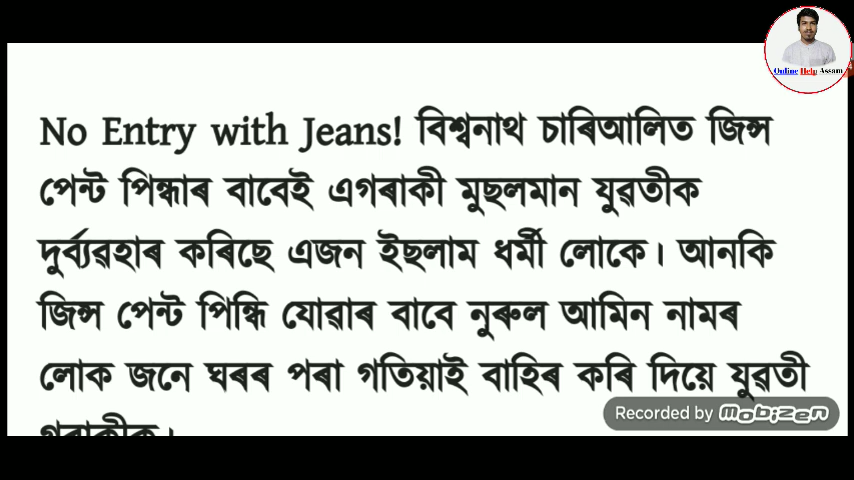 Online Help Assam
No Entry with Jeans! বিশ্বনাথ চাৰিআলিত জিন্স
পেন্ট পিন্ধাৰ বাবেই এগৰাকী মুছলমান যুৱতীক
দুৰ্ব্যৱহাৰ কৰিছে এজন ইছলাম ধৰ্মী লোকে। আনকি
জিন্স পেন্ট পিন্ধি যোৱাৰ বাবে নুৰুল আমিন নামৰ
লোক জনে ঘৰৰ পৰা গতিয়াই বাহিৰ কৰি দিয়ে যুৱতী
গৰাকীক।
Recorded by MOBIZEN